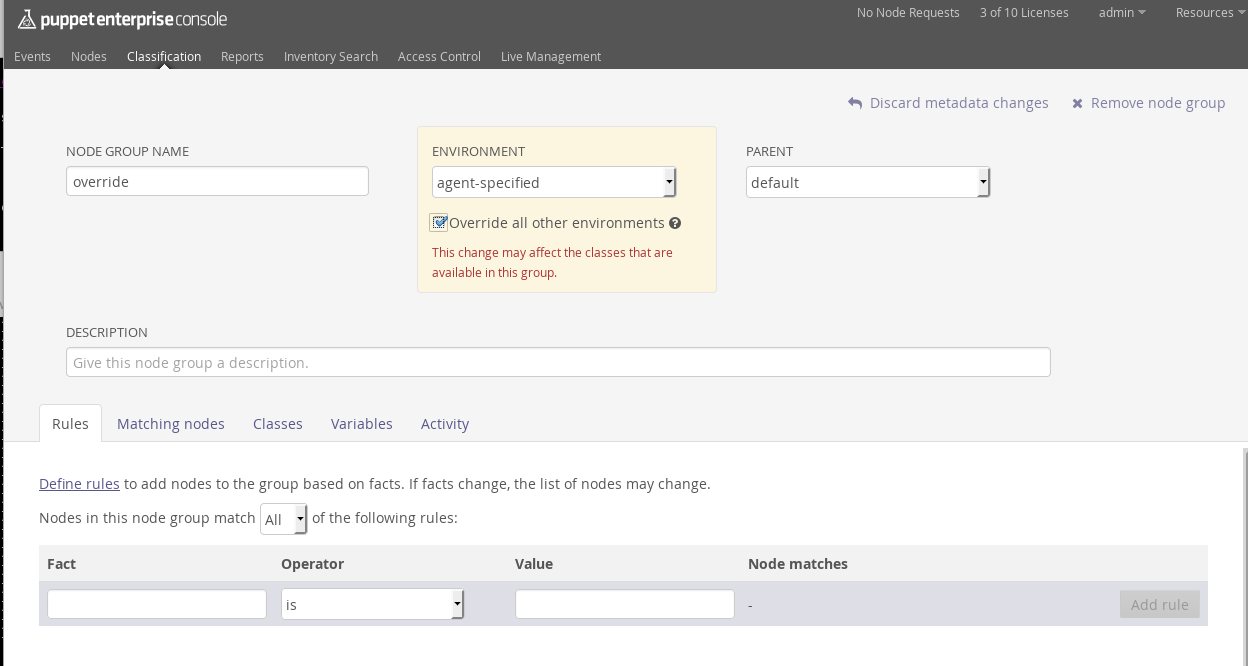 puppet enterprise console
No Node Requests 3 of 10 Licenses admin Resources
Events Nodes Classification Reports Inventory Search Access Control Live Management
Discard metadata changes Remove node group
NODE GROUP NAME ENVIRONMENT PARENT
override agent-specified default
Override all other environments ?
This change may affect the classes that are
available in this group.
DESCRIPTION
Give this node group a description.
Rules Matching nodes Classes Variables Activity
Define rules to add nodes to the group based on facts. If facts change, the list of nodes may change.
Nodes in this node group match All of the following rules:
Fact Operator Value Node matches
is - Add rule